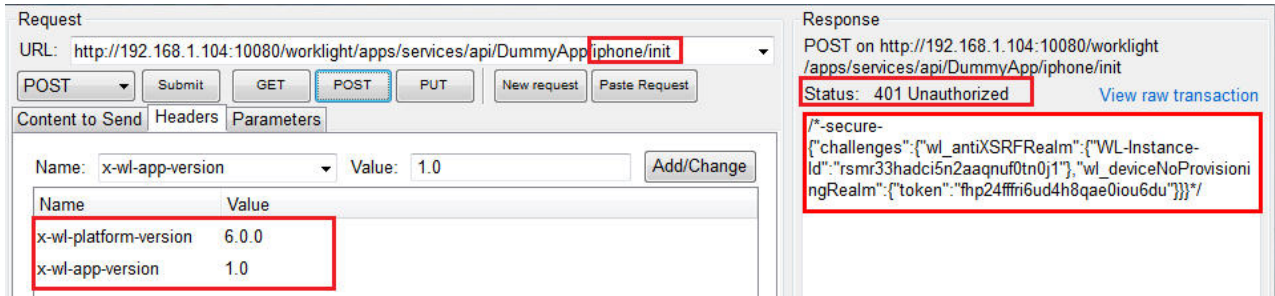 Request
URL: http://192.168.1.104:10080/worklight/apps/services/api/DummyApp/iphone/init
POST Submit GET POST PUT New request Paste Request
Content to Send Headers Parameters
Name: x-wl-app-version Value: 1.0 Add/Change
Name Value
x-wl-platform-version 6.0.0
x-wl-app-version 1.0
Response
POST on http://192.168.1.104:10080/worklight
/apps/services/api/DummyApp/iphone/init
Status: 401 Unauthorized View raw transaction
/*-secure-
{"challenges":{"wl_antiXSRFRealm":{"WL-Instance-
Id":"rsmr33hadci5n2aaqnuf0tn0j1"},"wl_deviceNoProvisioni
ngRealm":{"token":"fhp24fffri6ud4h8qae0iou6du"}}}*/